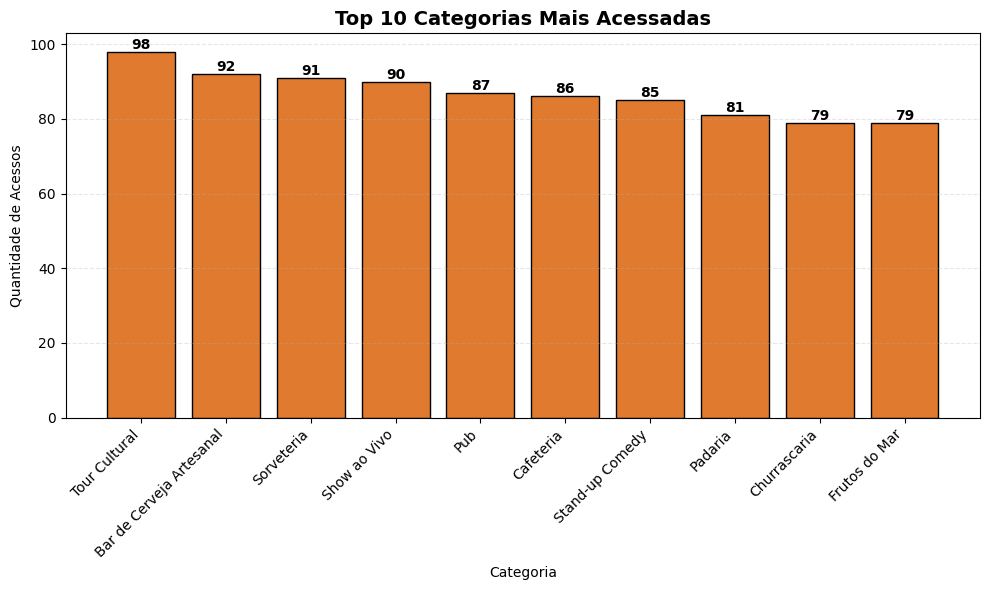 Top 10 Categorias Mais Acessadas
Quantidade de Acessos
100
80
60
40
20
0
98
92
91
90
87
86
85
81
79
79
Tour Cultural
Bar de Cerveja Artesanal
Sorveteria
Show ao Vivo
Pub
Cafeteria
Stand-up Comedy
Padaria
Churrascaria
Frutos do Mar
Categoria